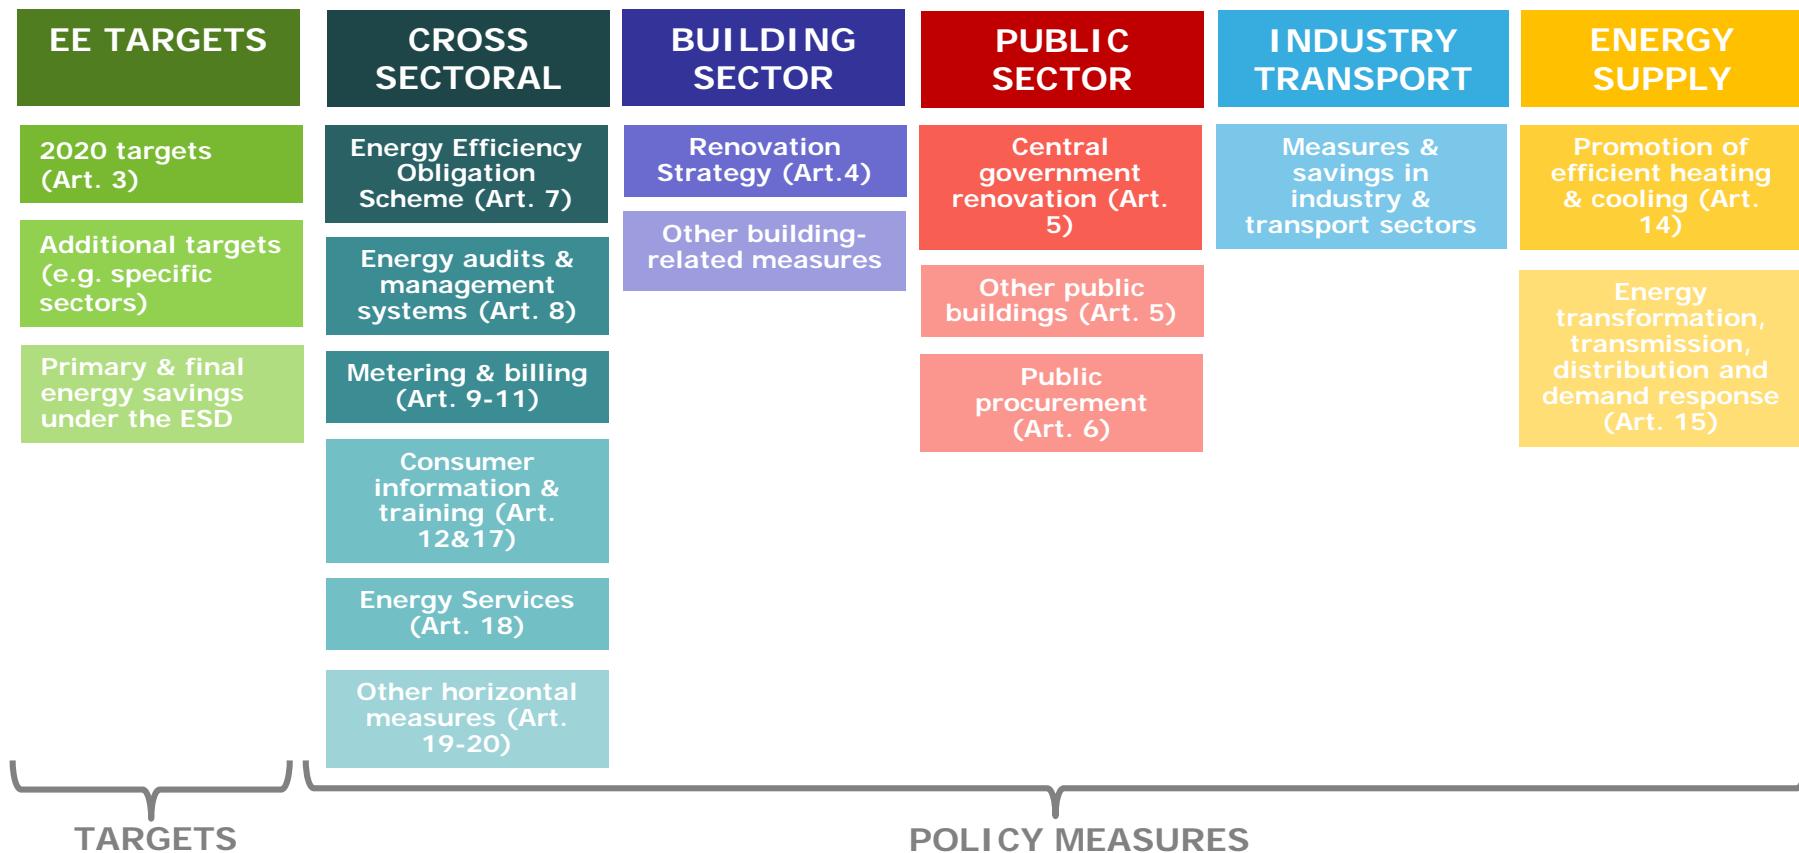 EE TARGETS
2020 targets
(Art. 3)
Additional targets
(e.g. specific
sectors)
Primary & final
energy savings
under the ESD
CROSS
SECTORAL
Energy Efficiency
Obligation
Scheme (Art. 7)
Energy audits &
management
systems (Art. 8)
Metering & billing
(Art. 9-11)
Consumer
information &
training (Art.
12&17)
Energy Services
(Art. 18)
Other horizontal
measures (Art.
19-20)
BUILDING
SECTOR
Renovation
Strategy (Art.4)
Other building-
related measures
PUBLIC
SECTOR
Central
government
renovation (Art.
5)
Other public
buildings (Art. 5)
Public
procurement
(Art. 6)
INDUSTRY
TRANSPORT
Measures &
savings in
industry &
transport sectors
ENERGY
SUPPLY
Promotion of
efficient heating
& cooling (Art.
14)
Energy
transformation,
transmission,
distribution and
demand response
(Art. 15)
TARGETS
POLICY MEASURES